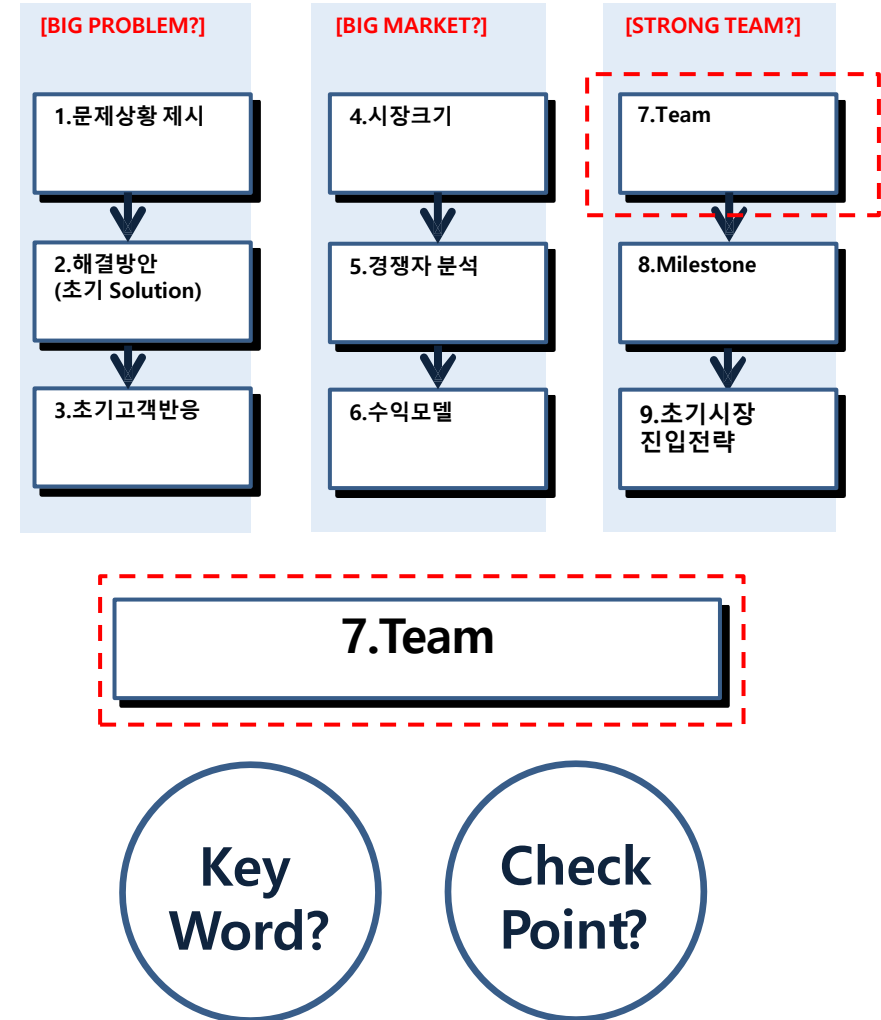 [BIG PROBLEM?]
1.문제상황 제시
2.해결방안
(초기 Solution)
3.초기고객반응
[BIG MARKET?]
4.시장크기
5.경쟁자 분석
6.수익모델
[STRONG TEAM?]
7.Team
8.Milestone
9.초기시장
진입전략
7.Team
Key
Word?
Check
Point?